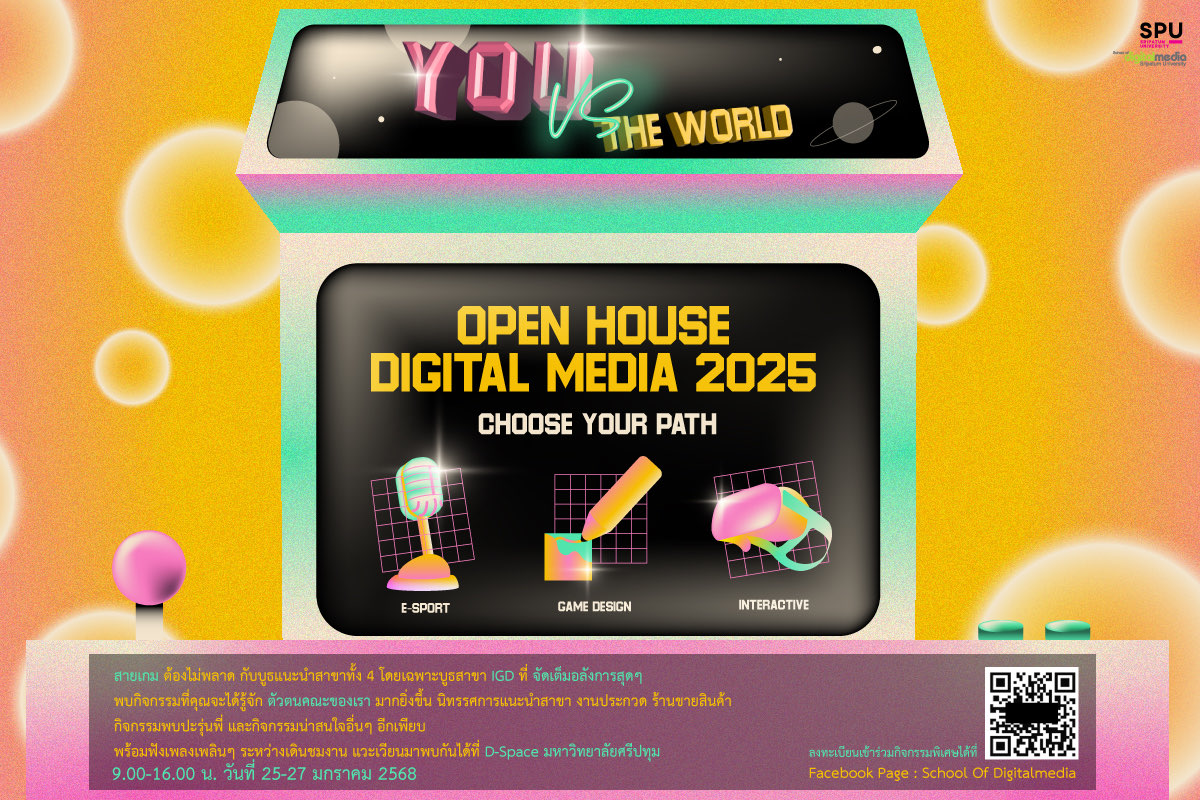 SPU
SRIPATUM
UNIVERSITY
School of
digitalmedia
Sripatum University
YOU
VS
THE WORLD
OPEN HOUSE
DIGITAL MEDIA 2025
CHOOSE YOUR PATH
E-SPORT
GAME DESIGN
INTERACTIVE
สายเกม ต้องไม่พลาด กับบูธแนะนำสาขาทั้ง 4 โดยเฉพาะบูธสาขา IGD ที่ จัดเต็มอลังการสุดๆ
พบกิจกรรมที่คุณจะได้รู้จัก ตัวตนคณะของเรา มากยิ่งขึ้น นิทรรศการแนะนำสาขา งานประกวด ร้านขายสินค้า
กิจกรรมพบปะรุ่นพี่ และกิจกรรมน่าสนใจอื่นๆ อีกเพียบ
พร้อมฟังเพลงเพลินๆ ระหว่างเดินชมงาน แวะเวียนมาพบกันได้ที่ D-Space มหาวิทยาลัยศรีปทุม
9.00-16.00 น. วันที่ 25-27 มกราคม 2568
ลงทะเบียนเข้าร่วมกิจกรรมพิเศษได้ที่
Facebook Page : School Of Digitalmedia